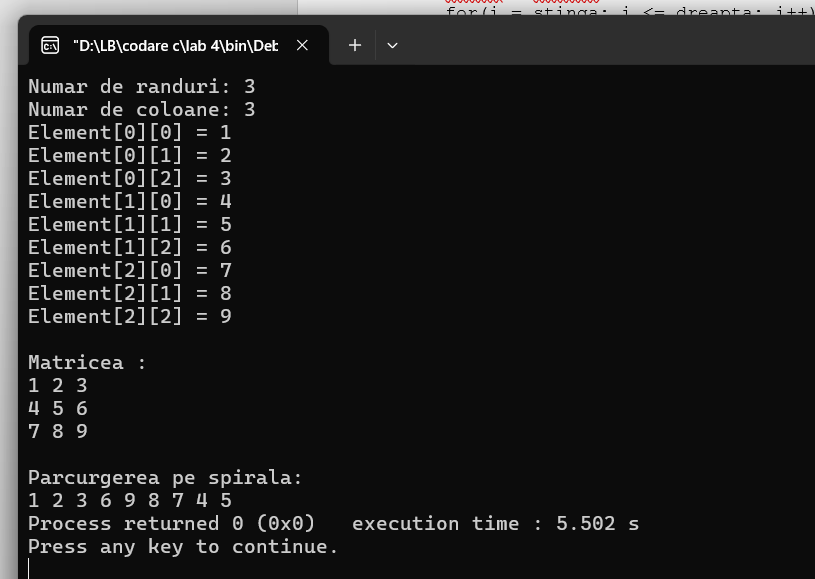 for(i = stinga; i <= dreapta; i++)
"D:\LB\codare c\lab 4\bin\Det
Numar de randuri: 3
Numar de coloane: 3
Element[0][0] = 1
Element[0][1] = 2
Element[0][2] = 3
Element[1][0] = 4
Element[1][1] = 5
Element[1][2] = 6
Element[2][0] = 7
Element[2][1] = 8
Element[2][2] = 9
Matricea :
1 2 3
4 5 6
7 8 9
Parcurgerea pe spirala:
1 2 3 6 9 8 7 4 5
Process returned 0 (0x0)   execution time : 5.502 s
Press any key to continue.